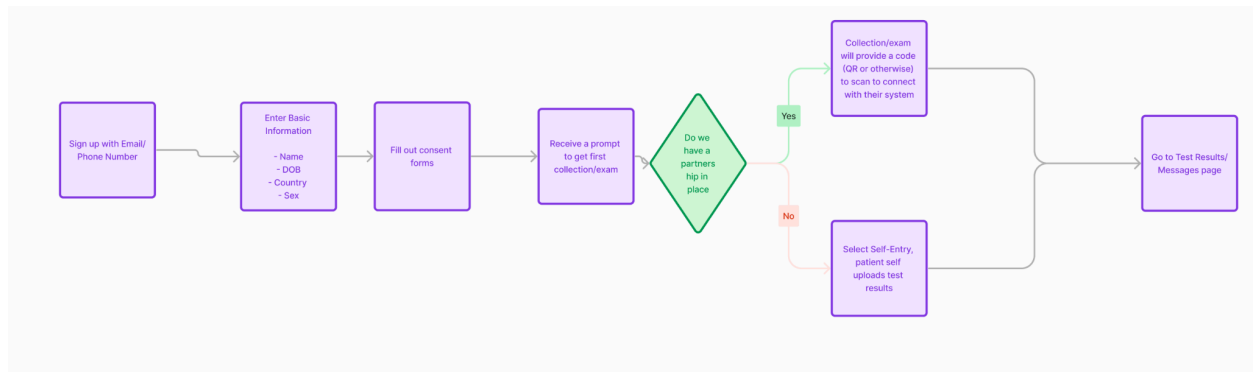 Sign up with Email/
Phone Number
Enter Basic
Information
- Name
- DOB
- Country
- Sex
Fill out consent
forms
Receive a prompt
to get first
collection/exam
Do we
have a
partners
hip in
place
Yes
Collection/exam
will provide a code
(QR or otherwise)
to scan to connect
with their system
No
Select Self-Entry,
patient self
uploads test
results
Go to Test Results/
Messages page